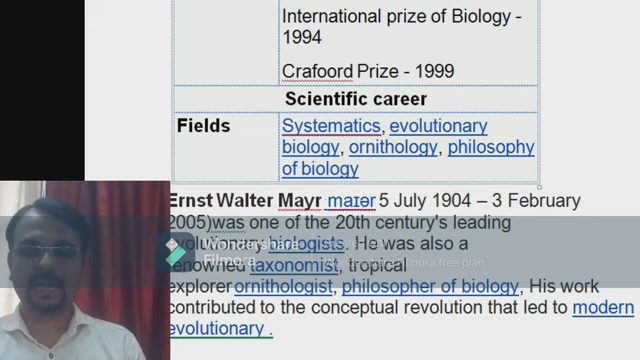 International prize of Biology -
1994
Crafoord Prize - 1999
Scientific career
Fields
Systematics, evolutionary
biology, ornithology, philosophy
of biology
Ernst Walter Mayr maɪər 5 July 1904 – 3 February
2005)was one of the 20th century's leading
evolutionary biologists. He was also a
renowned taxonomist, tropical
explorer ornithologist, philosopher of biology, His work
contributed to the conceptual revolution that led to modern
evolutionary .
Wondershare
Filmora